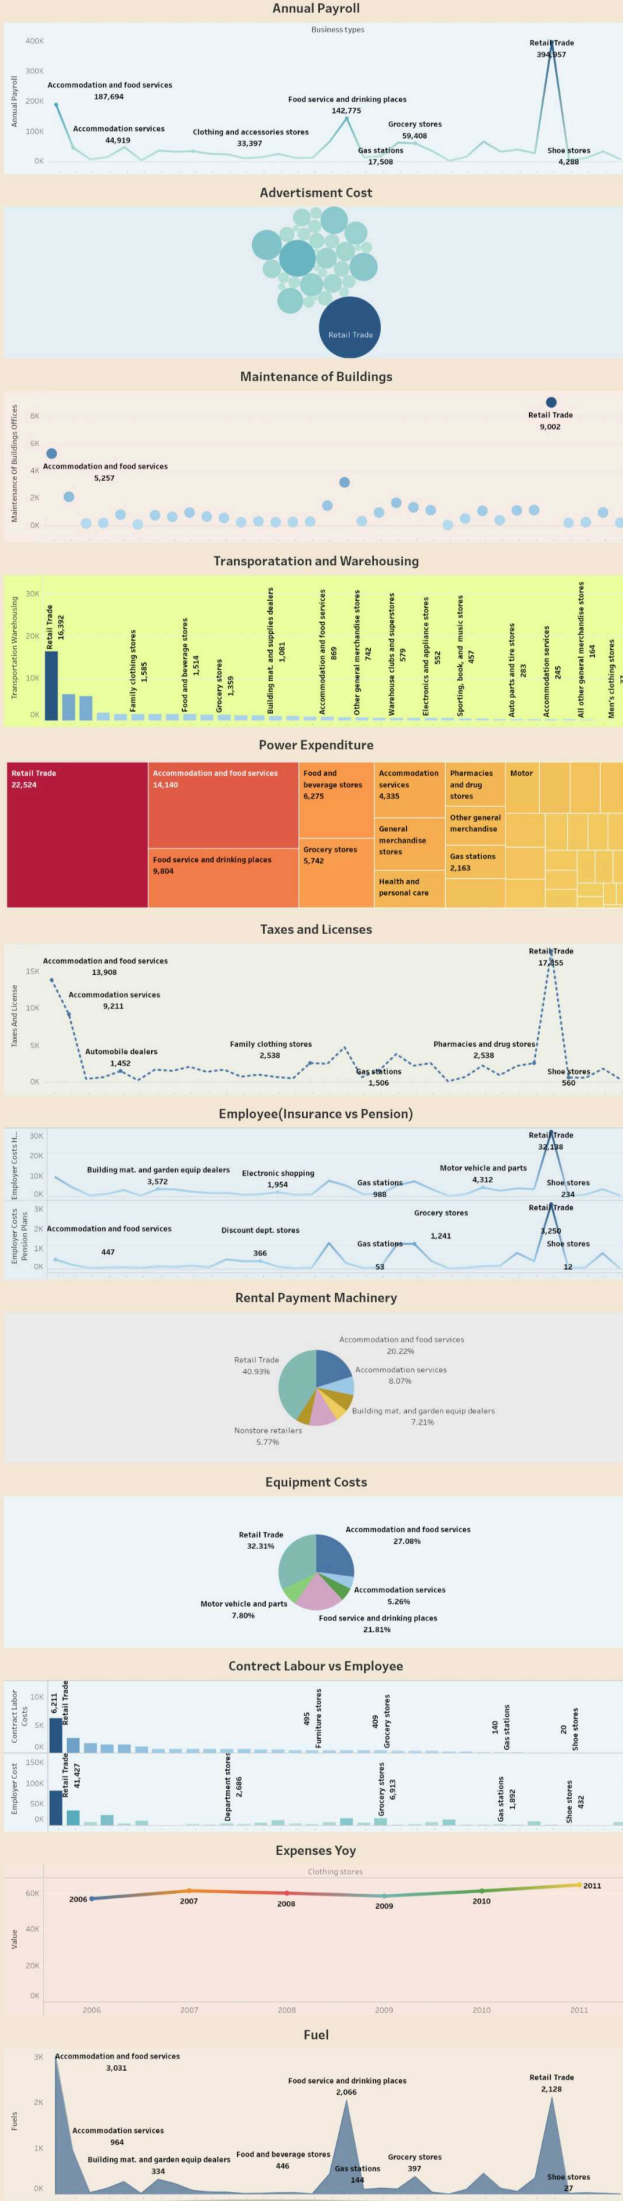 Annual Payroll
Business types
Annual Payroll
400K
300K
200K
100K
0K
Retail Trade
394,957
Accommodation and food services
187,694
Food service and drinking places
142,775
Accommodation services
44,919
Clothing and accessories stores
33,397
Grocery stores
59,408
Gas stations
17,508
Shoe stores
4,288
Advertisment Cost
Retail Trade
Maintenance of Buildings
Maintenance Of Buildings Offices
8K
6K
4K
2K
0K
Retail Trade
9,002
Accommodation and food services
5,257
Transporatation and Warehousing
Transportation Warehousing
30K
20K
10K
0K
Retail Trade
16,392
Family clothing stores
1,585
Food and beverage stores
1,514
Grocery stores
1,359
Building mat. and supplies dealers
1,081
Accommodation and food services
869
Other general merchandise stores
742
Warehouse clubs and superstores
579
Electronics and appliance stores
552
Sporting, book, and music stores
457
Auto parts and tire stores
283
Accommodation services
245
All other general merchandise stores
164
Men's clothing stores
Power Expenditure
Retail Trade
22,524
Accommodation and food services
14,140
Food service and drinking places
9,804
Food and
beverage stores
6,275
Grocery stores
5,742
Accommodation
services
4,335
General
merchandise
stores
Health and
personal care
Pharmacies
and drug
stores
Other general
merchandise
Gas stations
2,163
Motor
Taxes and Licenses
Taxes And License
15K
10K
5K
0K
Accommodation and food services
13,908
Accommodation services
9,211
Automobile dealers
1,452
Family clothing stores
2,538
Gas stations
1,506
Pharmacies and drug stores
2,538
Retail Trade
Shoe stores
560
Employee(Insurance vs Pension)
Employer Costs H...
30K
20K
10K
0K
Building mat. and garden equip dealers
3,572
Electronic shopping
1,954
Gas stations
988
Motor vehicle and parts
4,312
Retail Trade
32,138
Shoe stores
234
Employer Costs
Pension Plans
3K
2K
1K
0K
Accommodation and food services
447
Discount dept. stores
366
Gas stations
53
Grocery stores
1,241
Retail Trade
3,250
Shoe stores
12
Rental Payment Machinery
Accommodation and food services
20.22%
Retail Trade
40.93%
Accommodation services
8.07%
Building mat. and garden equip dealers
7.21%
Nonstore retailers
5.77%
Equipment Costs
Accommodation and food services
27.08%
Retail Trade
32.31%
Accommodation services
5.26%
Motor vehicle and parts
7.80%
Food service and drinking places
21.81%
Contrect Labour vs Employee
Contract Labor
Costs
10K
5K
0K
6,211
Retail Trade
495
Furniture stores
409
Grocery stores
140
Gas stations
20
Shoe stores
Employer Cost
150K
100K
50K
0K
Retail Trade
41,427
Department stores
2,686
Grocery stores
6,913
Gas stations
1,892
Shoe stores
432
Expenses Yoy
Clothing stores
Value
60K
40K
20K
0K
2006
2007
2008
2009
2010
2011
2006
2007
2008
2009
2010
2011
Fuel
Fuels
3K
2K
1K
0K
Accommodation and food services
3,031
Food service and drinking places
2,066
Retail Trade
2,128
Accommodation services
964
Building mat. and garden equip dealers
334
Food and beverage stores
446
Gas stations
144
Grocery stores
397
Shoe stores
27